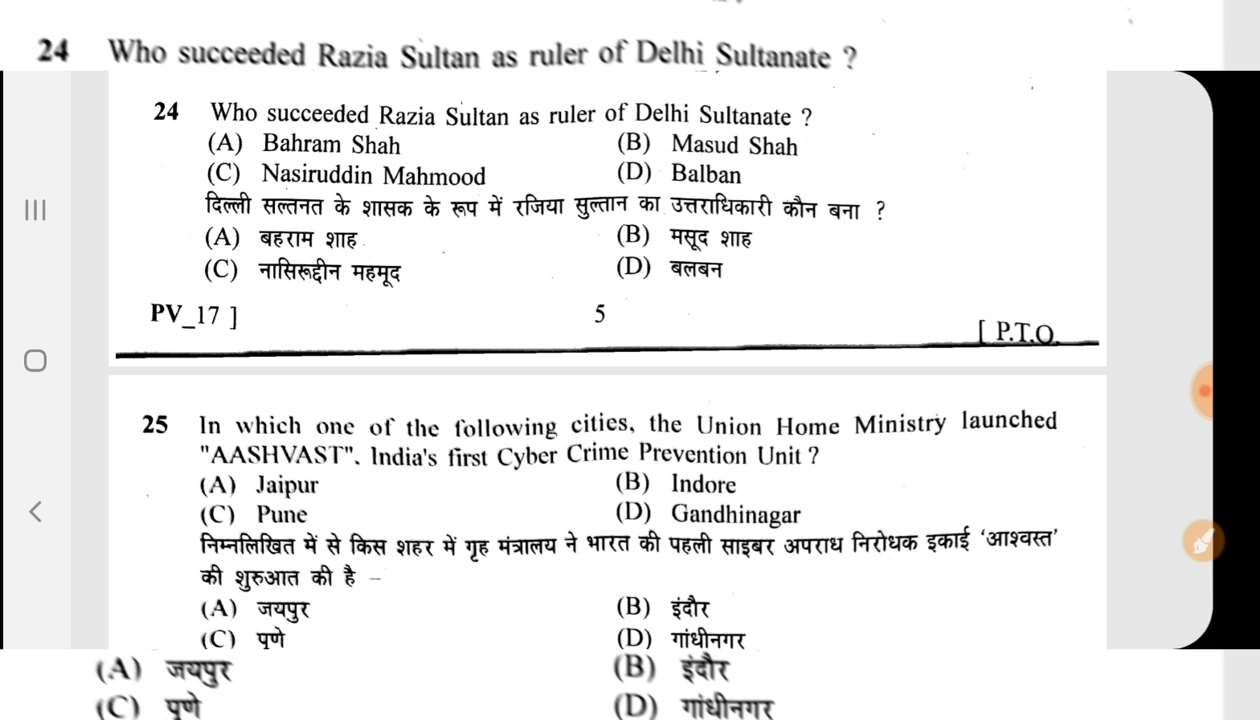 24 Who succeeded Razia Sultan as ruler of Delhi Sultanate ?
24 Who succeeded Razia Sultan as ruler of Delhi Sultanate ?
(A) Bahram Shah (B) Masud Shah
(C) Nasiruddin Mahmood (D) Balban
दिल्ली सल्तनत के शासक के रूप में रजिया सुल्तान का उत्तराधिकारी कौन बना ?
(A) बहराम शाह (B) मसूद शाह
(C) नासिरूद्दीन महमूद (D) बलबन
PV_17 ] 5 [ P.T.O.
25 In which one of the following cities, the Union Home Ministry launched
"AASHVAST". India's first Cyber Crime Prevention Unit ?
(A) Jaipur (B) Indore
(C) Pune (D) Gandhinagar
निम्नलिखित में से किस शहर में गृह मंत्रालय ने भारत की पहली साइबर अपराध निरोधक इकाई ‘आश्वस्त’
की शुरुआत की है –
(A) जयपुर (B) इंदौर
(C) पुणे (D) गांधीनगर
(A) जयपुर (B) इंदौर
(C) पुणे (D) गांधीनगर